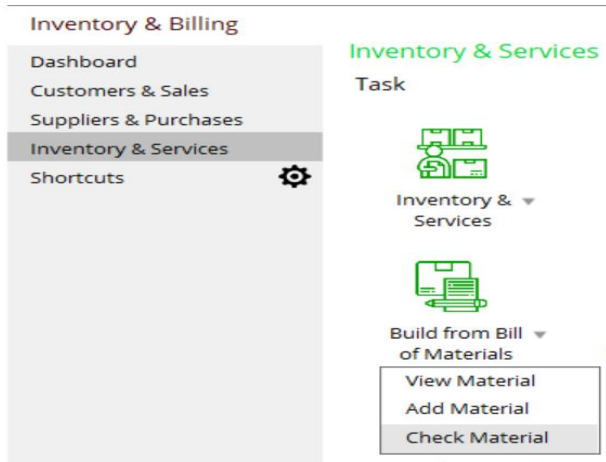 Inventory & Billing
Dashboard
Customers & Sales
Suppliers & Purchases
Inventory & Services
Shortcuts
Inventory & Services
Task
Inventory &
Services
Build from Bill
of Materials
View Material
Add Material
Check Material